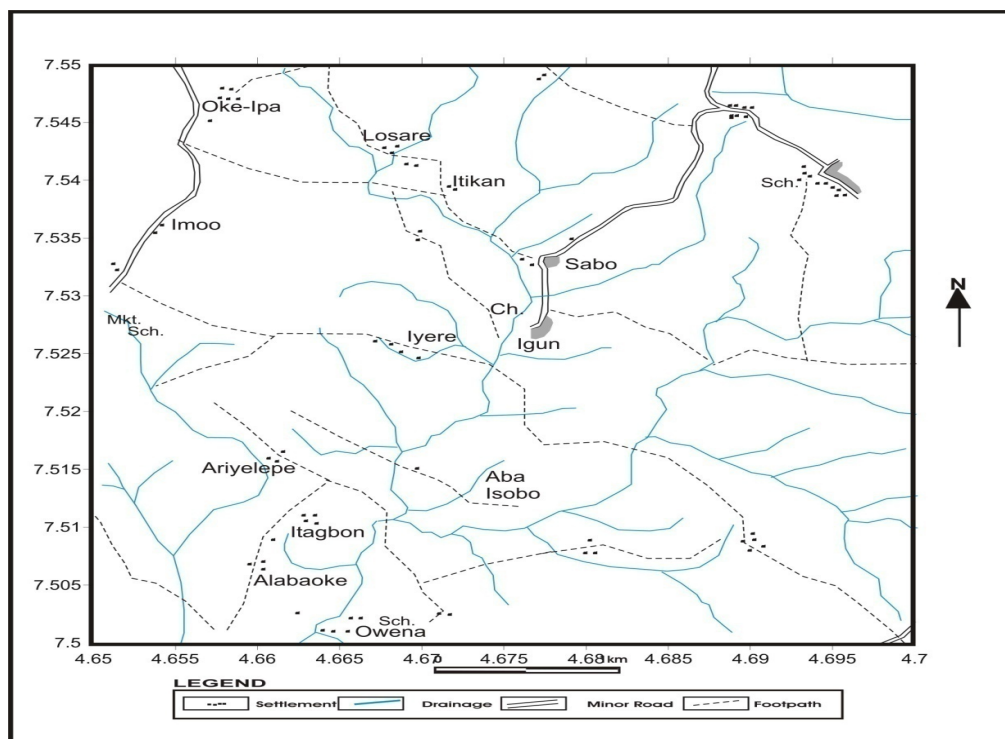 7.55
Oke-Ipa
7.545
Losare
7.54
Itikan
Sch.
Imoo
7.535
Sabo
N
7.53
Ch.
Mkt.
Sch.
Iyere
Igun
7.525
7.52
7.515
Ariyelepe
Aba
Isobo
7.51
Itagbon
7.505
Alabaoke
Sch.
Owena
7.5
4.65 4.655 4.66 4.665 4.67 4.675 4.68 4.685 4.69 4.695 4.7
0 3 km
LEGEND
Settlement Drainage Minor Road Footpath